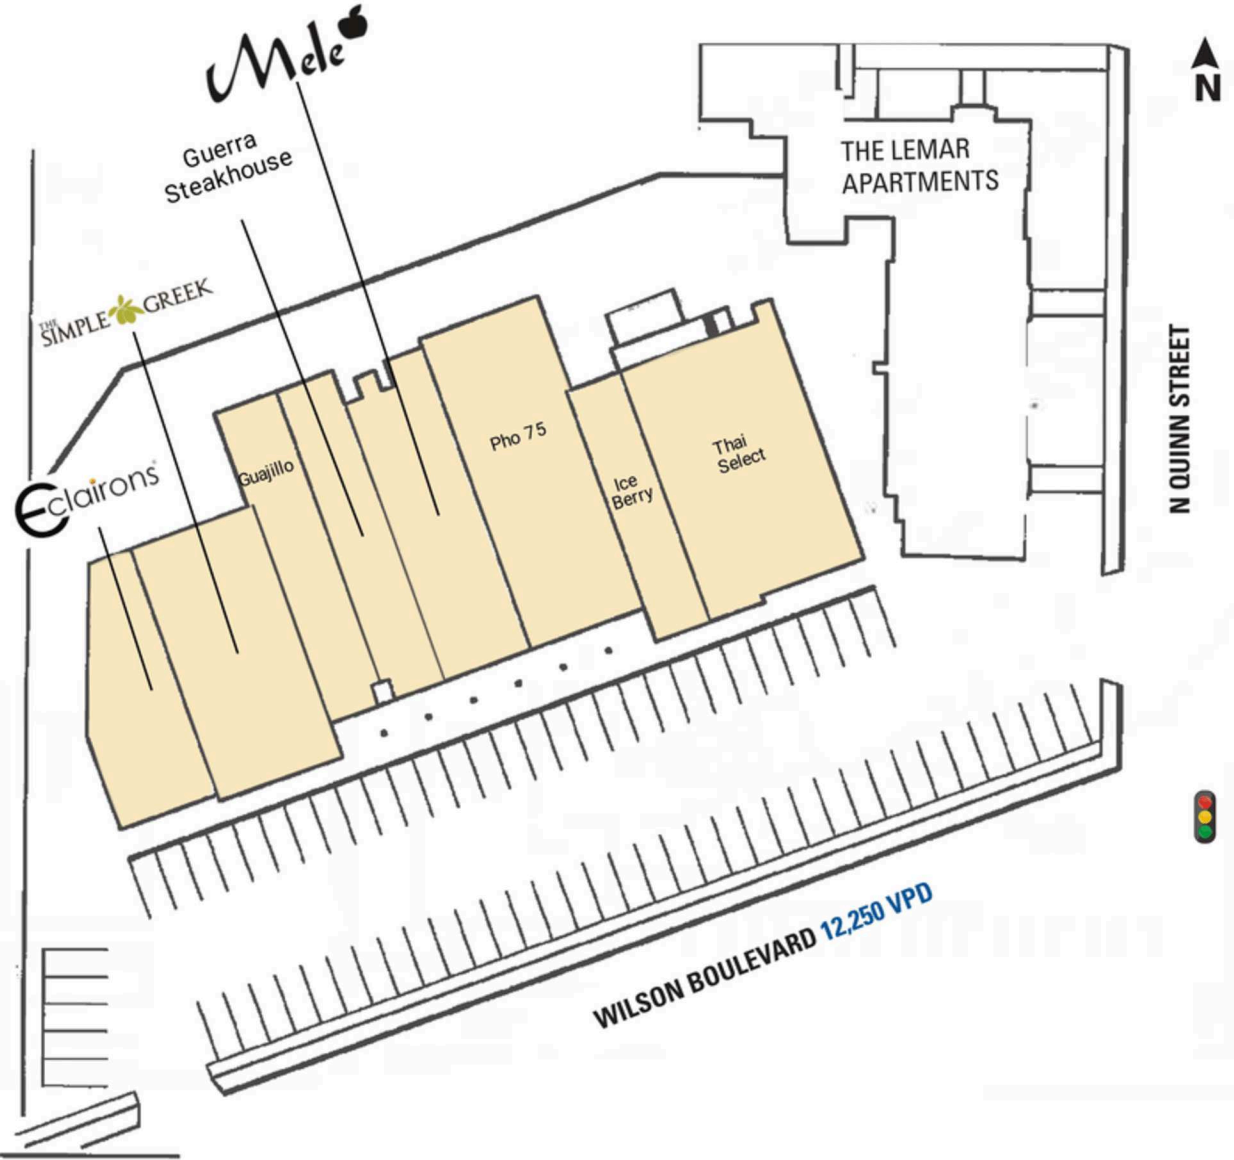 Mele
N
Guerra
Steakhouse
THE LEMAR
APARTMENTS
THE
SIMPLE GREEK
N QUINN STREET
Eclairons
Guajillo
Pho 75
Thai
Select
Ice
Berry
WILSON BOULEVARD 12,250 VPD